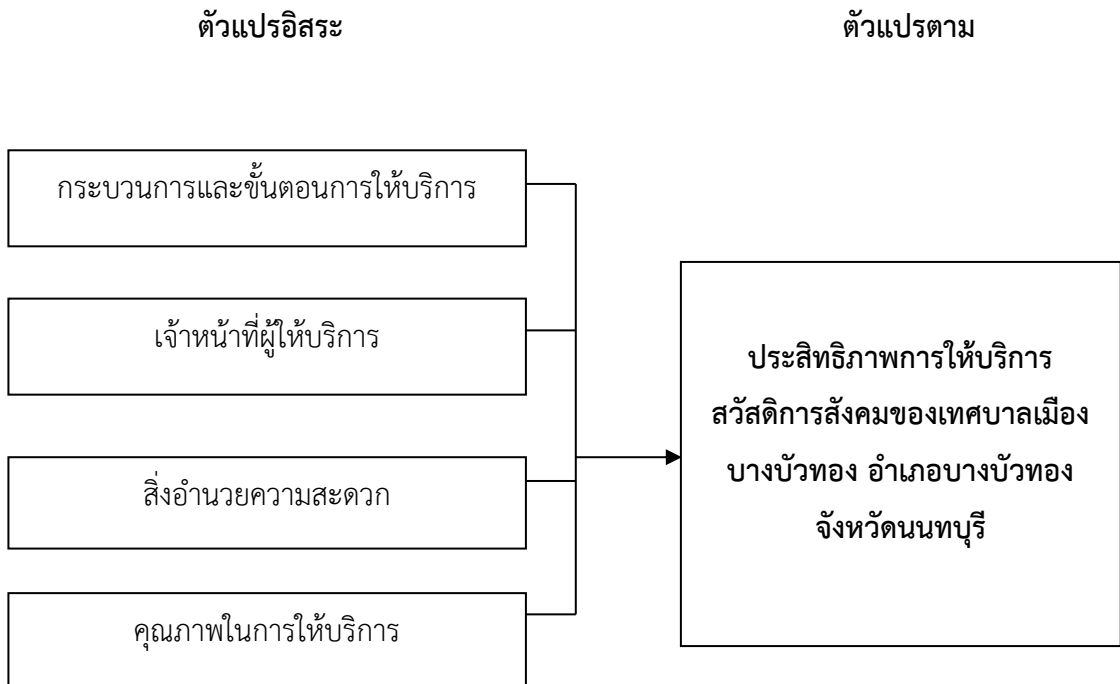 ตัวแปรอิสระ
ตัวแปรตาม
กระบวนการและขั้นตอนการให้บริการ
เจ้าหน้าที่ผู้ให้บริการ
สิ่งอำนวยความสะดวก
คุณภาพในการให้บริการ
ประสิทธิภาพการให้บริการ
สวัสดิการสังคมของเทศบาลเมือง
บางบัวทอง อำเภอบางบัวทอง
จังหวัดนนทบุรี